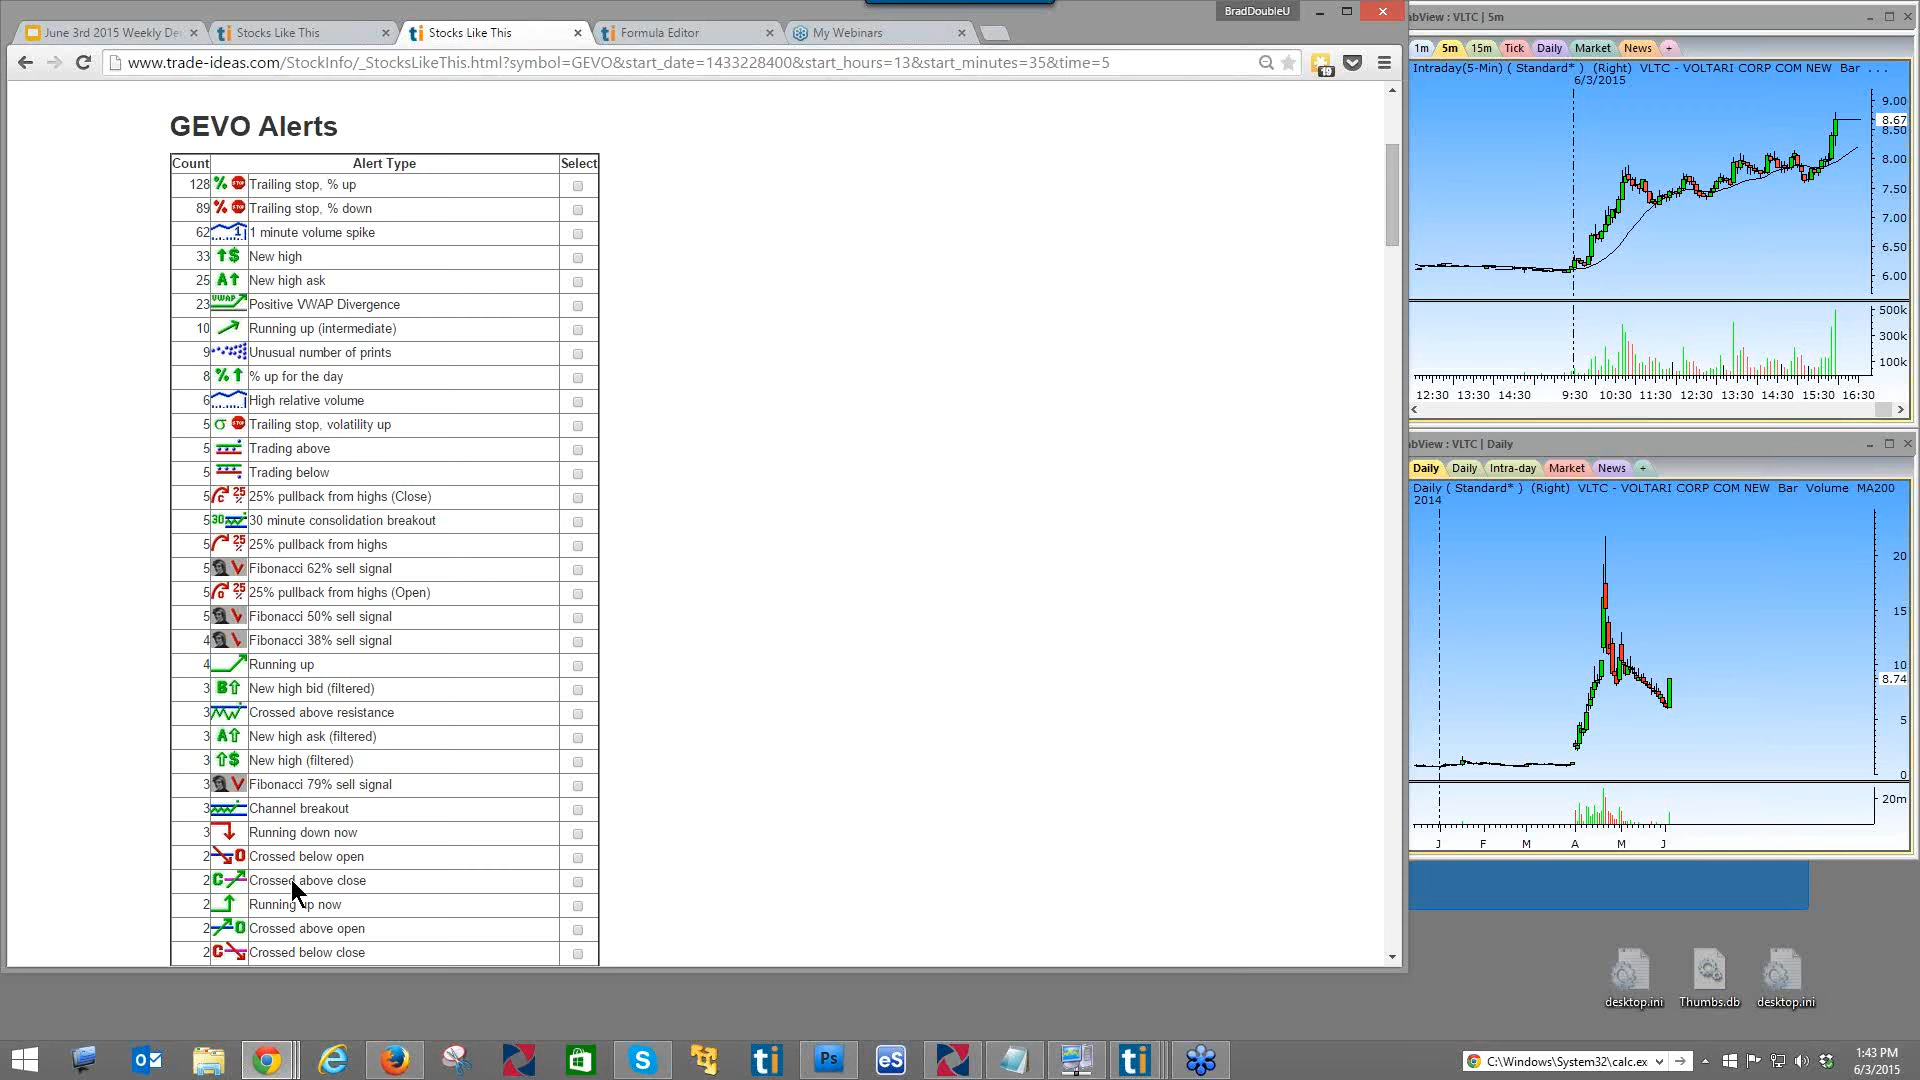 BradDoubleU
June 3rd 2015 Weekly De
Stocks Like This
Stocks Like This
Formula Editor
My Webinars
www.trade-ideas.com/StockInfo/_StocksLikeThis.html?symbol=GEVO&start_date=1433228400&start_hours=13&start_minutes=35&time=5
19
GEVO Alerts
Count Alert Type Select
128 Trailing stop, % up
89 Trailing stop, % down
62 1 minute volume spike
33 New high
25 New high ask
23 Positive VWAP Divergence
10 Running up (intermediate)
9 Unusual number of prints
8 % up for the day
6 High relative volume
5 Trailing stop, volatility up
5 Trading above
5 Trading below
5 25% pullback from highs (Close)
5 30 minute consolidation breakout
5 25% pullback from highs
5 Fibonacci 62% sell signal
5 25% pullback from highs (Open)
5 Fibonacci 50% sell signal
4 Fibonacci 38% sell signal
4 Running up
3 New high bid (filtered)
3 Crossed above resistance
3 New high ask (filtered)
3 New high (filtered)
3 Fibonacci 79% sell signal
3 Channel breakout
3 Running down now
2 Crossed below open
2 Crossed above close
2 Running up now
2 Crossed above open
2 Crossed below close
abView : VLTC | 5m
1m 5m 15m Tick Daily Market News +
Intraday(5-Min) ( Standard* ) (Right) VLTC - VOLTARI CORP COM NEW Bar ...
6/3/2015
9.00
8.67
8.50
8.00
7.50
7.00
6.50
6.00
500k
300k
100k
12:30 13:30 14:30 9:30 10:30 11:30 12:30 13:30 14:30 15:30 16:30
abView : VLTC | Daily
Daily Daily Intra-day Market News +
Daily ( Standard* ) (Right) VLTC - VOLTARI CORP COM NEW Bar Volume MA200
2014
20
15
10
8.74
5
0
20m
J F M A M J
desktop.ini Thumbs.db desktop.ini
C:\Windows\System32\calc.ex
1:43 PM
6/3/2015